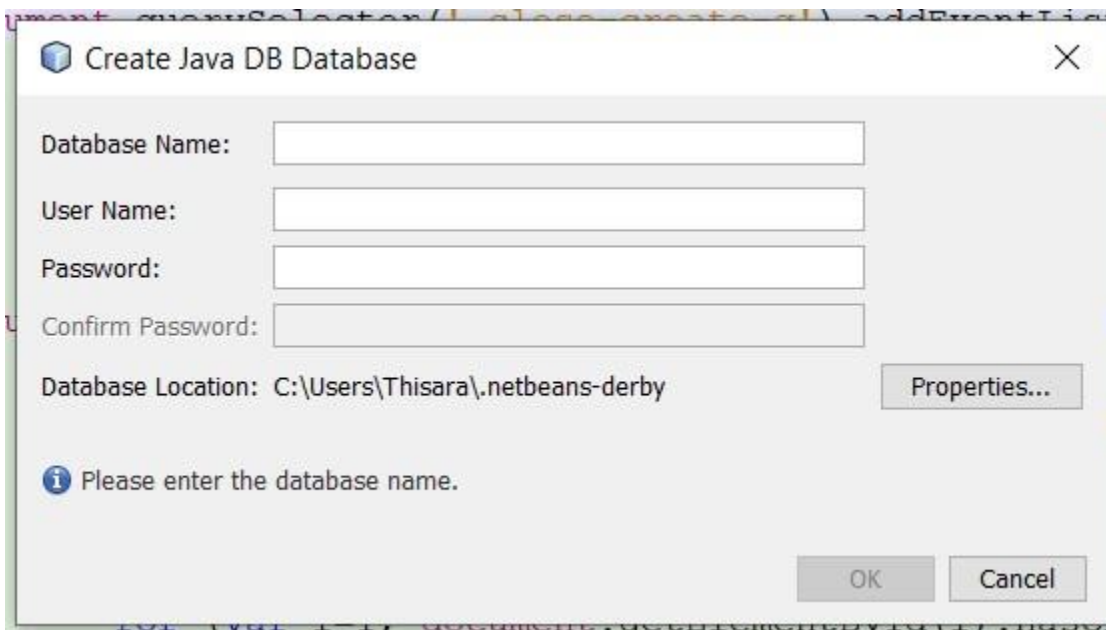 Create Java DB Database
Database Name:
User Name:
Password:
Confirm Password:
Database Location: C:\Users\Thisara\.netbeans-derby Properties...
Please enter the database name.
OK Cancel